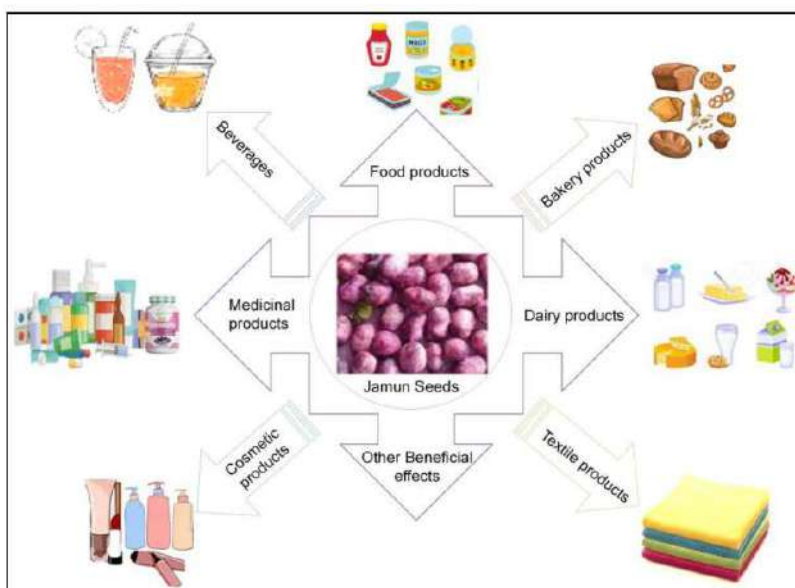 Beverages
Food products
Bakery products
Medicinal
products
Dairy products
Jamun Seeds
Cosmetic
products
Other Beneficial
effects
Textile products